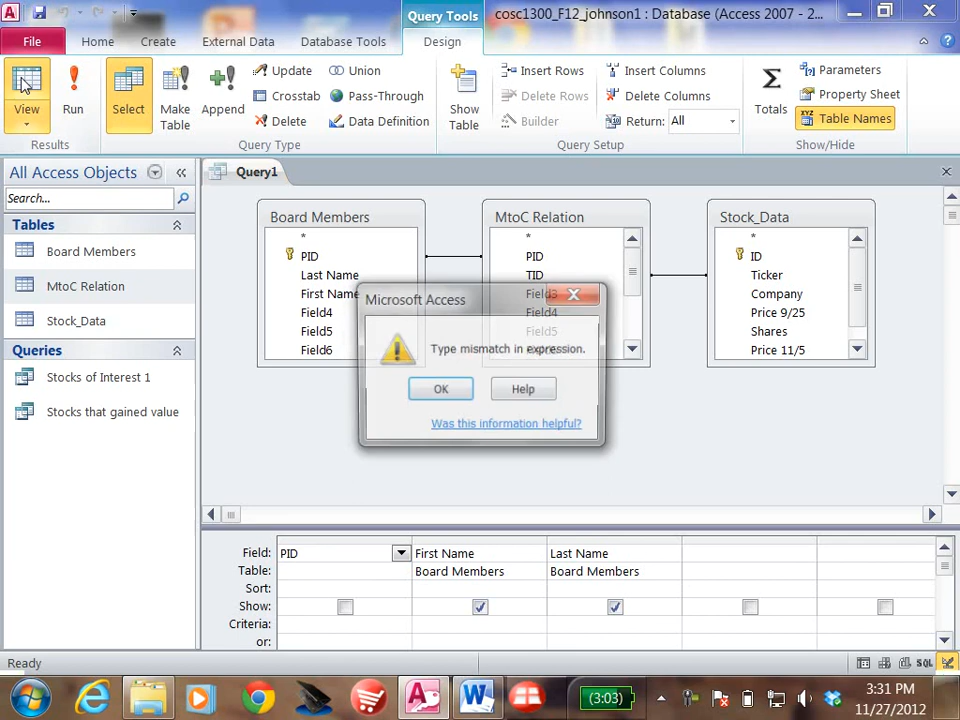 Query Tools
cosc1300_F12_johnson1 : Database (Access 2007 - 2...
File Home Create External Data Database Tools Design
View
Run
Select
Make Table
Append
Update
Crosstab
Delete
Union
Pass-Through
Data Definition
Show Table
Insert Rows
Delete Rows
Builder
Insert Columns
Delete Columns
Return: All
Totals
Parameters
Property Sheet
XYZ Table Names
Results Query Type Query Setup Show/Hide
All Access Objects
Search...
Tables
Board Members
MtoC Relation
Stock_Data
Queries
Stocks of Interest 1
Stocks that gained value
Query1
Board Members
*
PID
Last Name
First Name
Field4
Field5
Field6
MtoC Relation
*
PID
TID
Field3
Field4
Field5
Stock_Data
*
ID
Ticker
Company
Price 9/25
Shares
Price 11/5
Microsoft Access
Type mismatch in expression.
OK Help
Was this information helpful?
Field: PID First Name Last Name
Table: Board Members Board Members
Sort:
Show:
Criteria:
or:
Ready
SQL
(3:03)
3:31 PM
11/27/2012